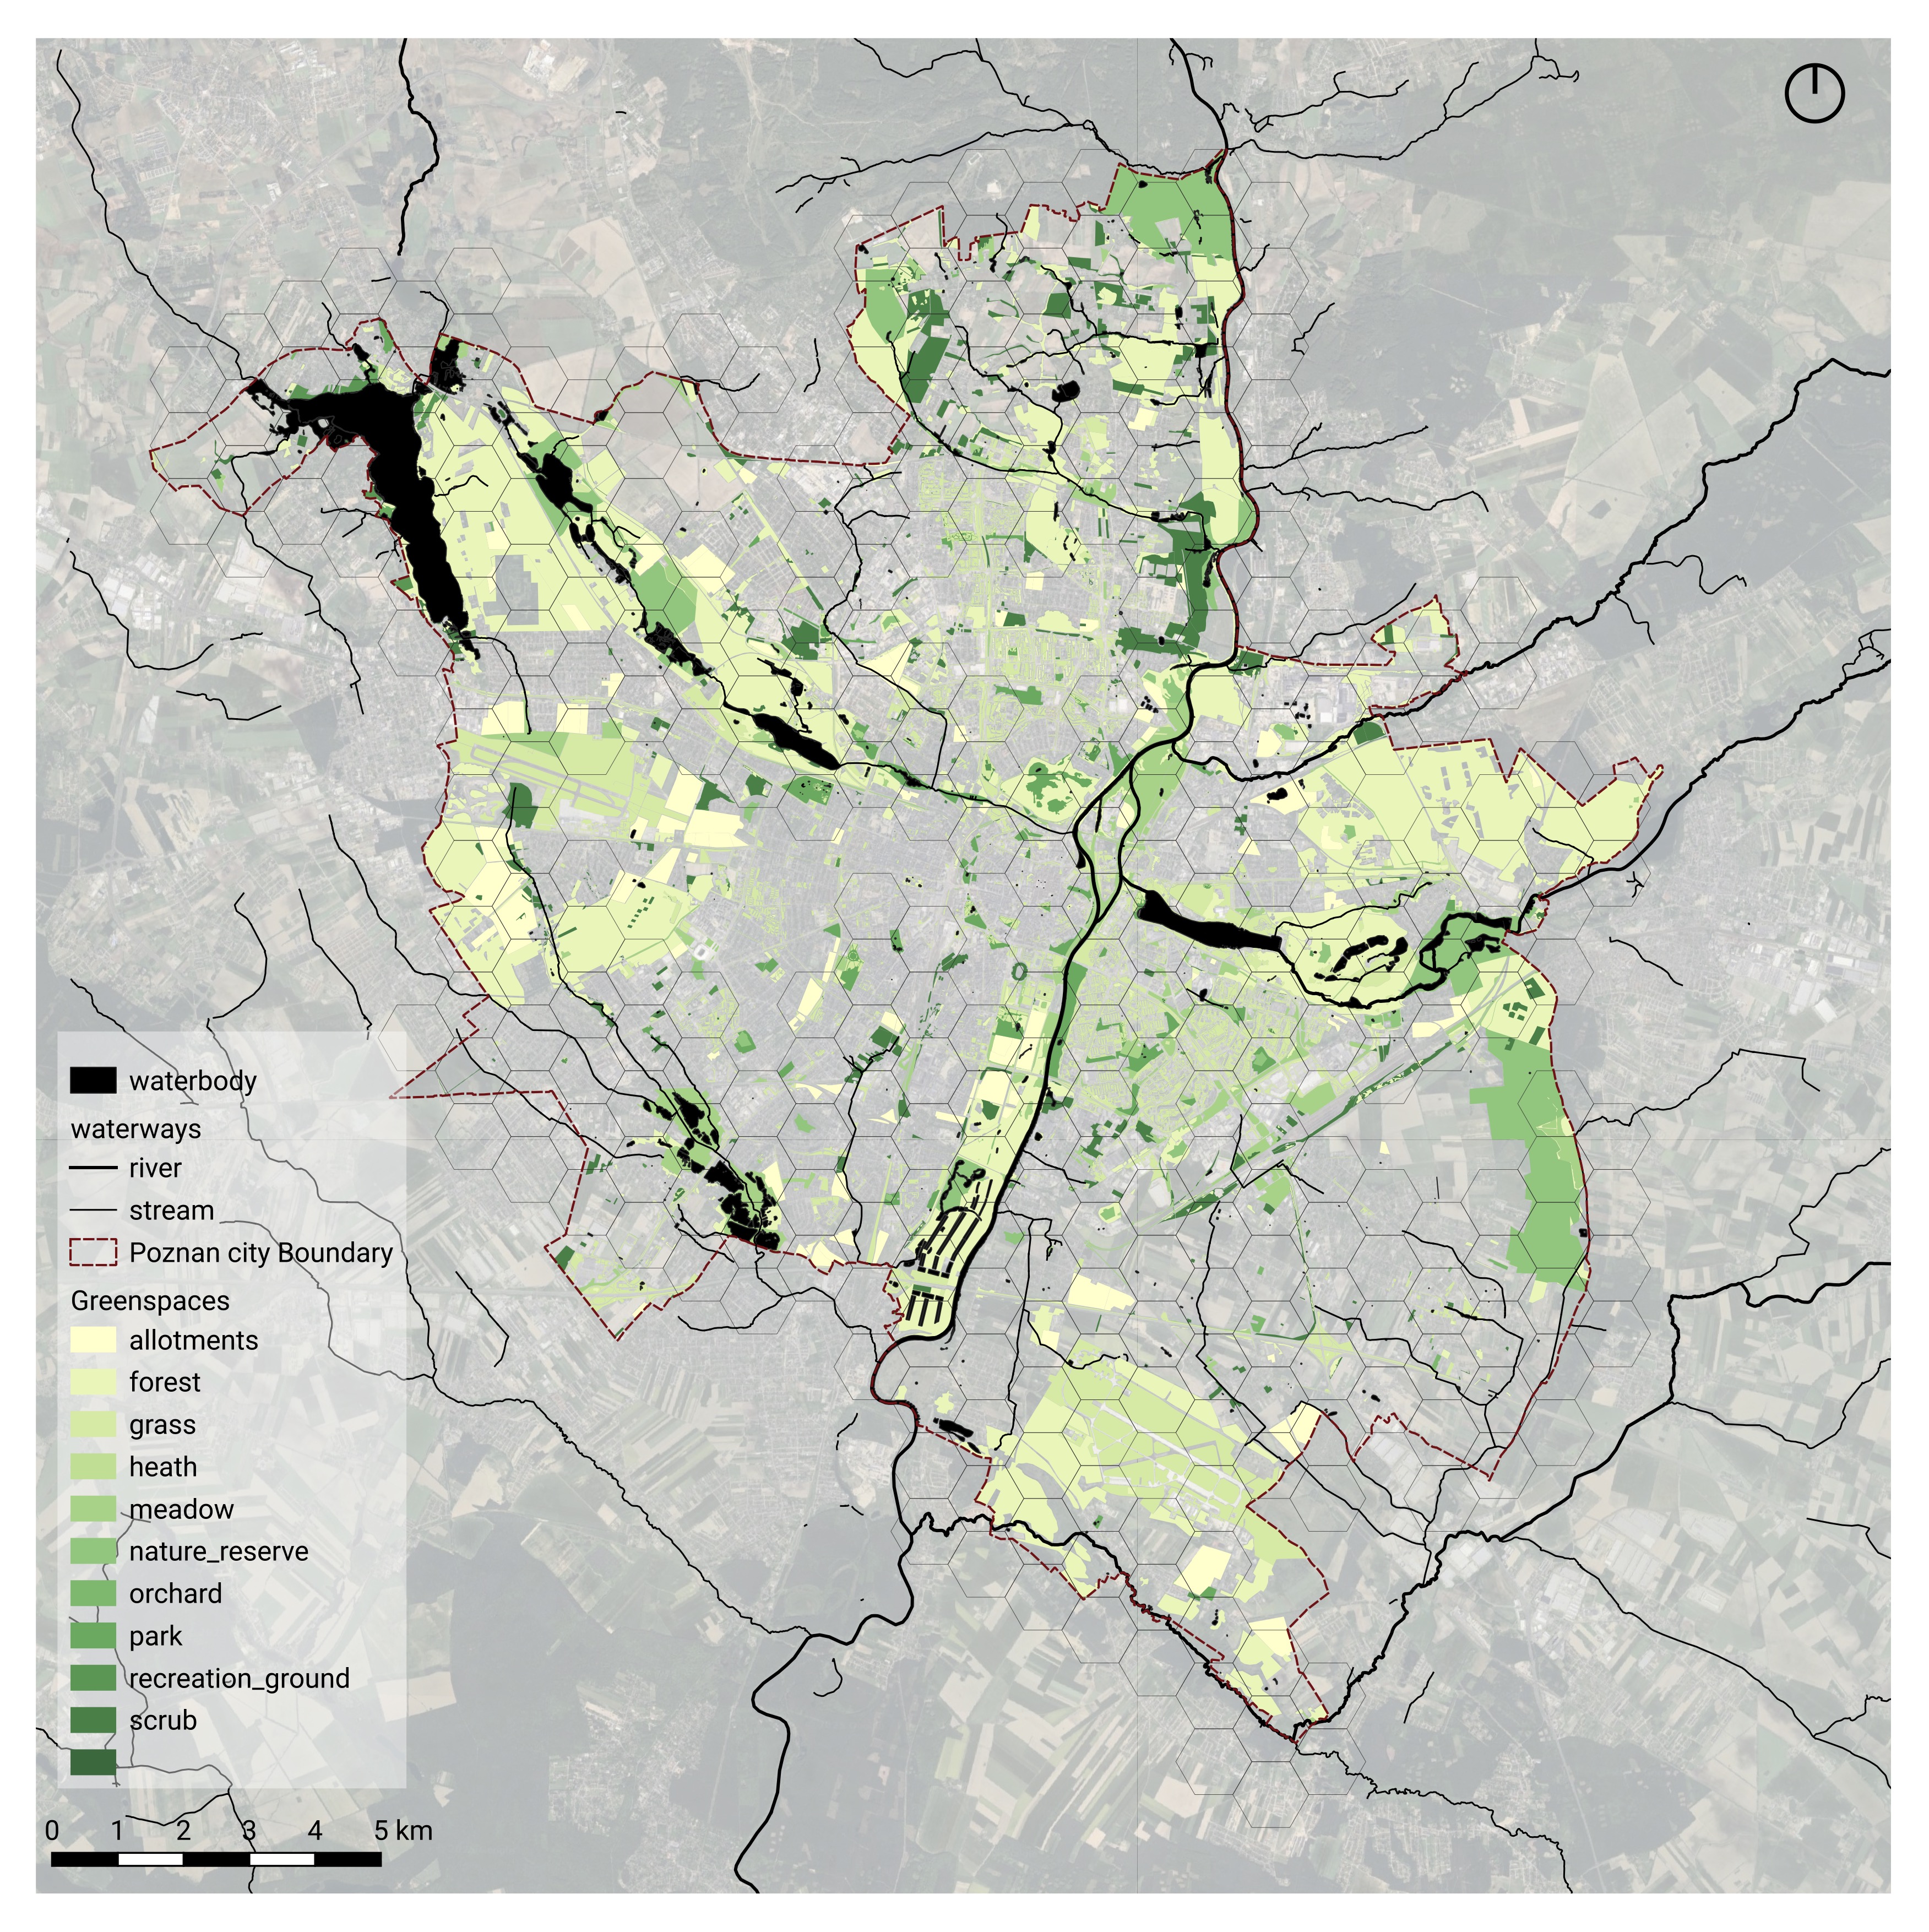 waterbody
waterways
river
stream
Poznan city Boundary
Greenspaces
allotments
forest
grass
heath
meadow
nature_reserve
orchard
park
recreation_ground
scrub
0 1 2 3 4 5 km